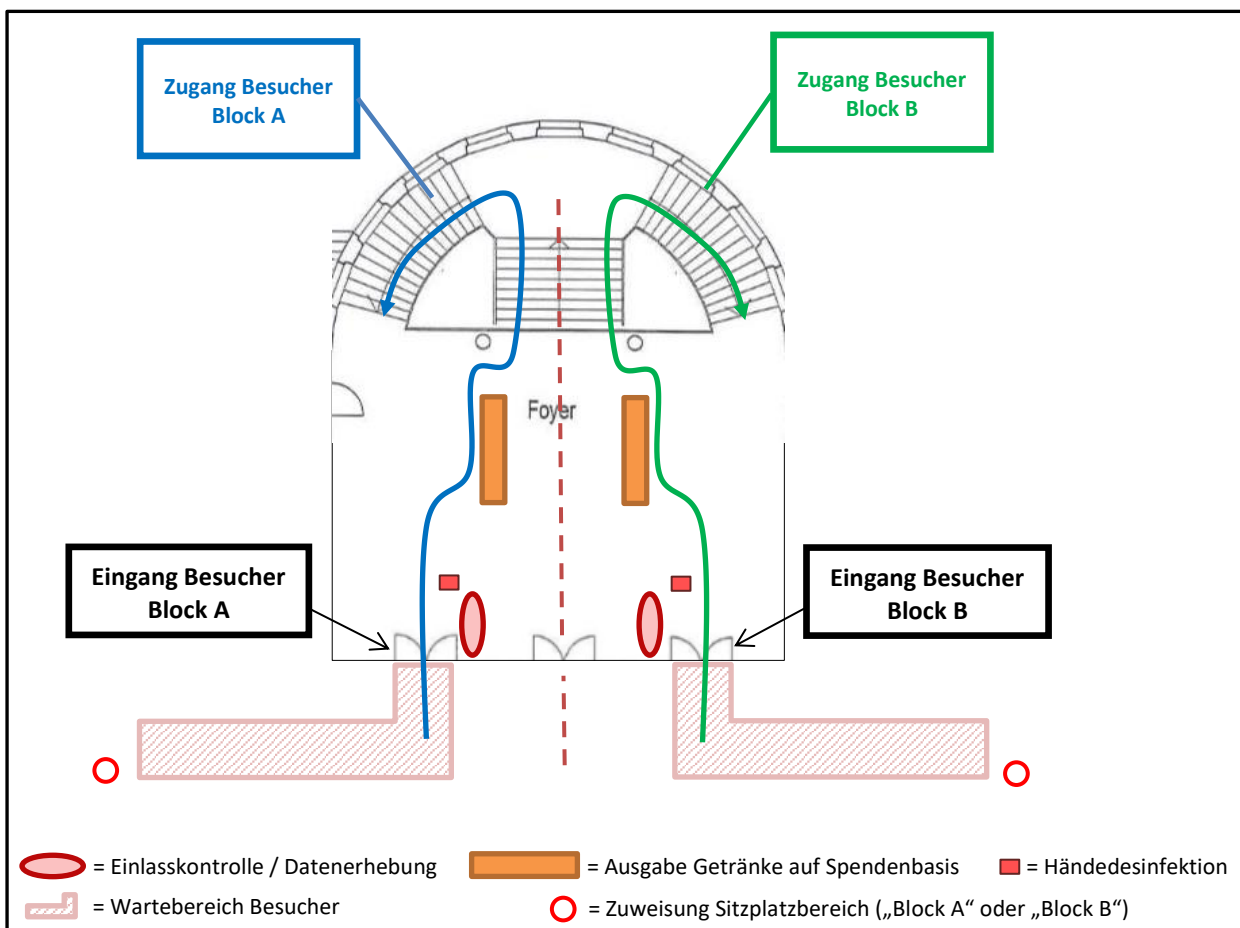 Zugang Besucher
Block A
Zugang Besucher
Block B
Foyer
Eingang Besucher
Block A
Eingang Besucher
Block B
= Einlasskontrolle / Datenerhebung
= Ausgabe Getränke auf Spendenbasis
= Händedesinfektion
= Wartebereich Besucher
= Zuweisung Sitzplatzbereich („Block A“ oder „Block B“)